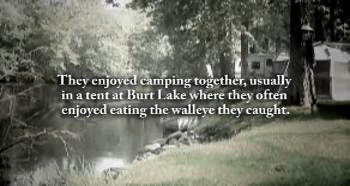 They enjoyed camping together, usually
in a tent at Burt Lake where they often
enjoyed eating the walleye they caught.